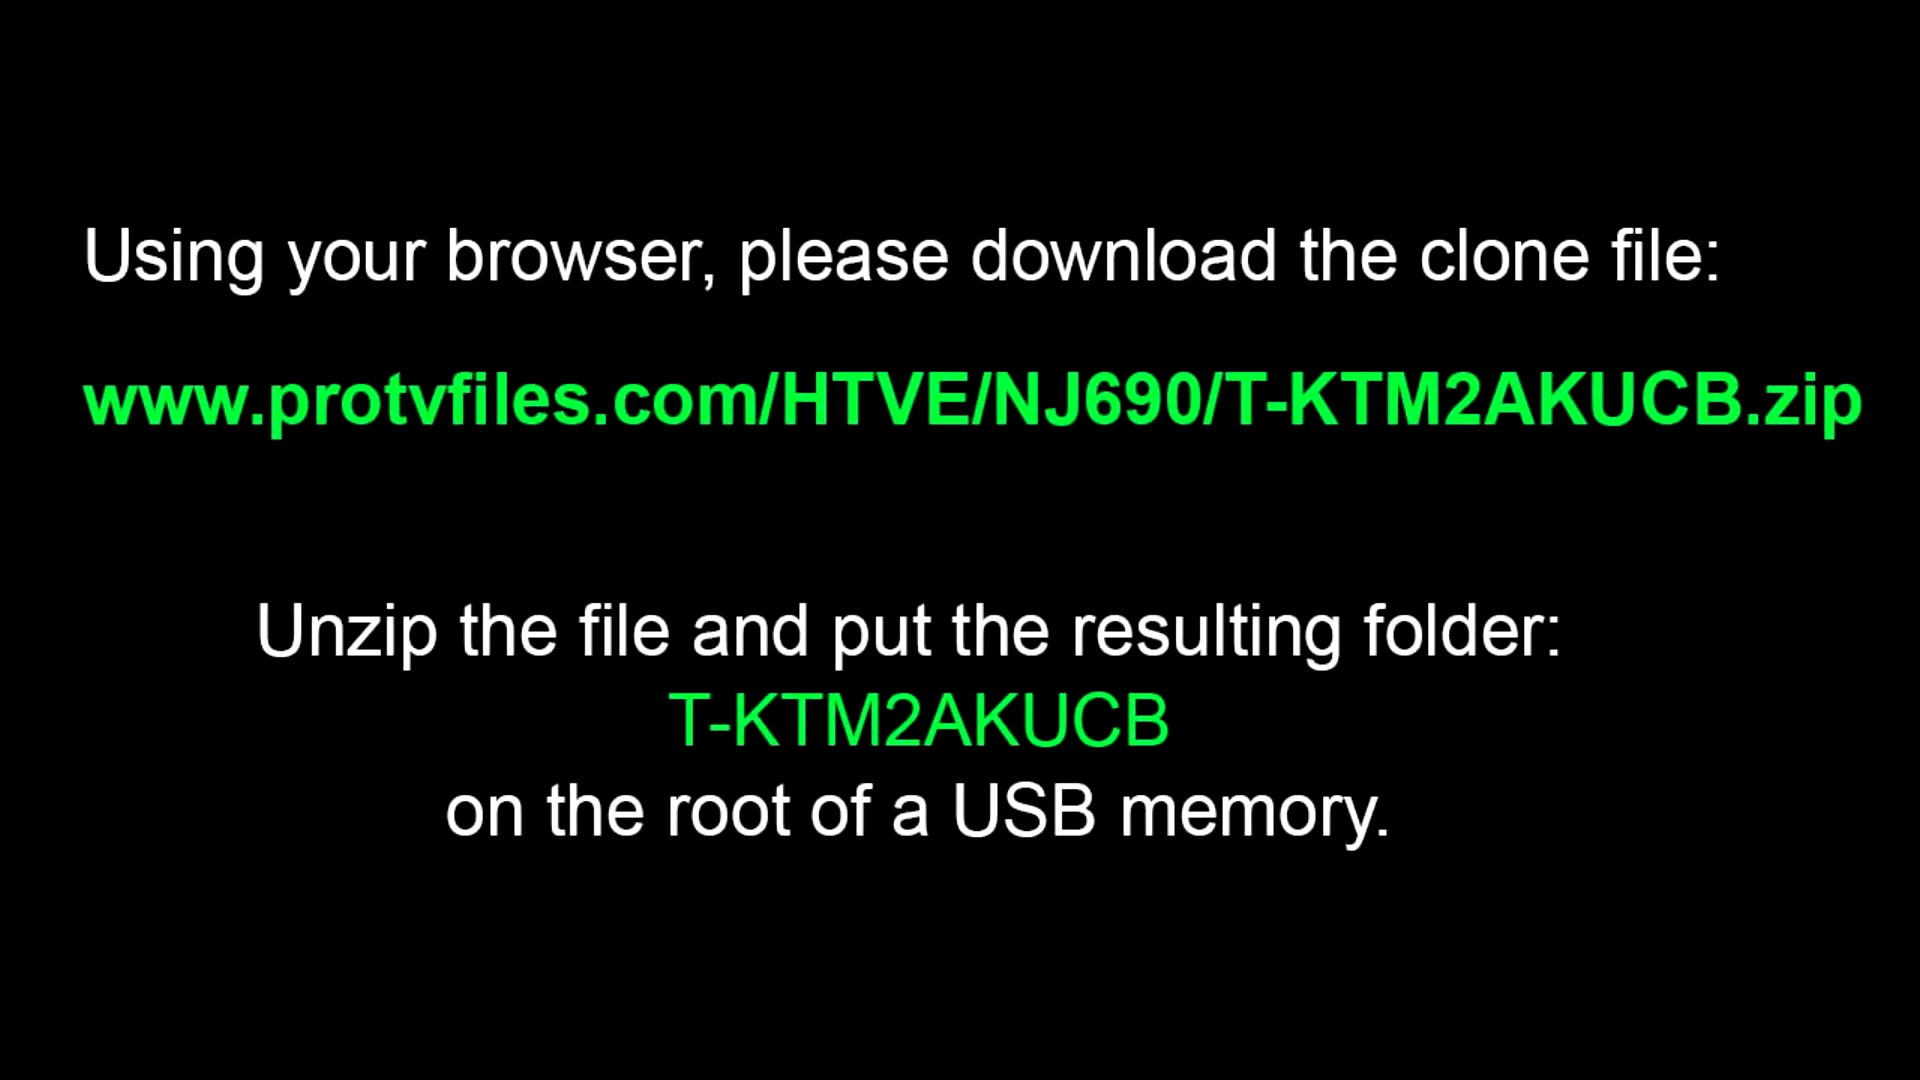 Using your browser, please download the clone file:
www.protvfiles.com/HTVE/NJ690/T-KTM2AKUCB.zip
Unzip the file and put the resulting folder:
T-KTM2AKUCB
on the root of a USB memory.